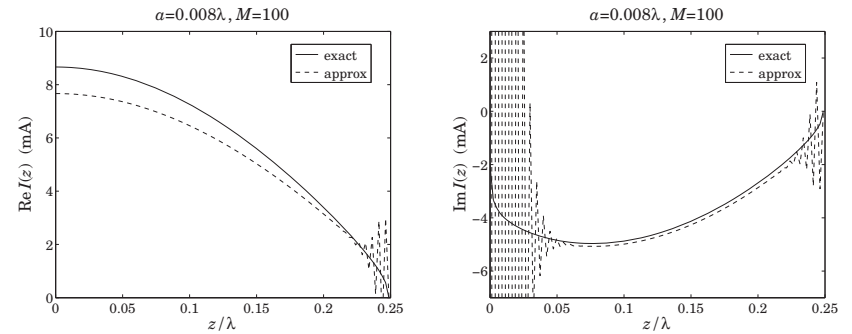 a=0.008λ, M=100
Re I(z) (mA)
10
8
6
4
2
0
exact
approx
0 0.05 0.1 0.15 0.2 0.25
z/λ
a=0.008λ, M=100
Im I(z) (mA)
2
0
−2
−4
−6
exact
approx
0 0.05 0.1 0.15 0.2 0.25
z/λ